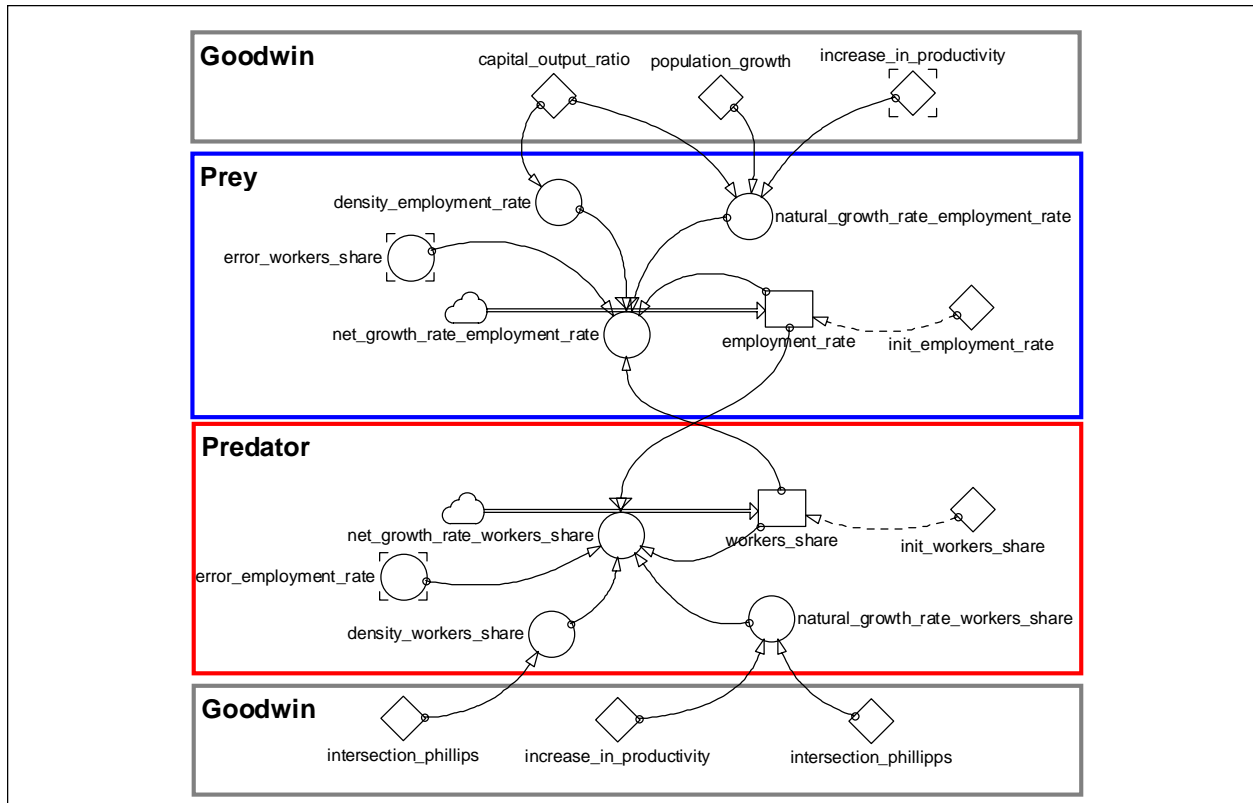 Goodwin
capital_output_ratio
population_growth
increase_in_productivity
Prey
density_employment_rate
natural_growth_rate_employment_rate
error_workers_share
net_growth_rate_employment_rate
employment_rate
init_employment_rate
Predator
net_growth_rate_workers_share
workers_share
init_workers_share
error_employment_rate
density_workers_share
natural_growth_rate_workers_share
Goodwin
intersection_phillips
increase_in_productivity
intersection_phillipps